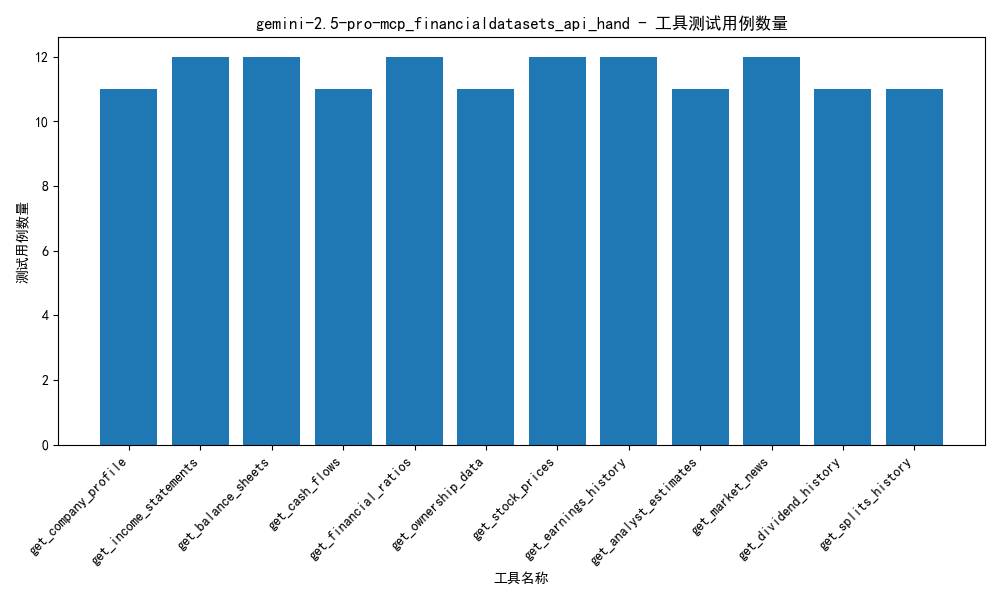 gemini-2.5-pro-mcp_financialdatasets_api_hand - 工具测试用例数量
测试用例数量
12
10
8
6
4
2
0
get_company_profile
get_income_statements
get_balance_sheets
get_cash_flows
get_financial_ratios
get_ownership_data
get_stock_prices
get_earnings_history
get_analyst_estimates
get_market_news
get_dividend_history
get_splits_history
工具名称